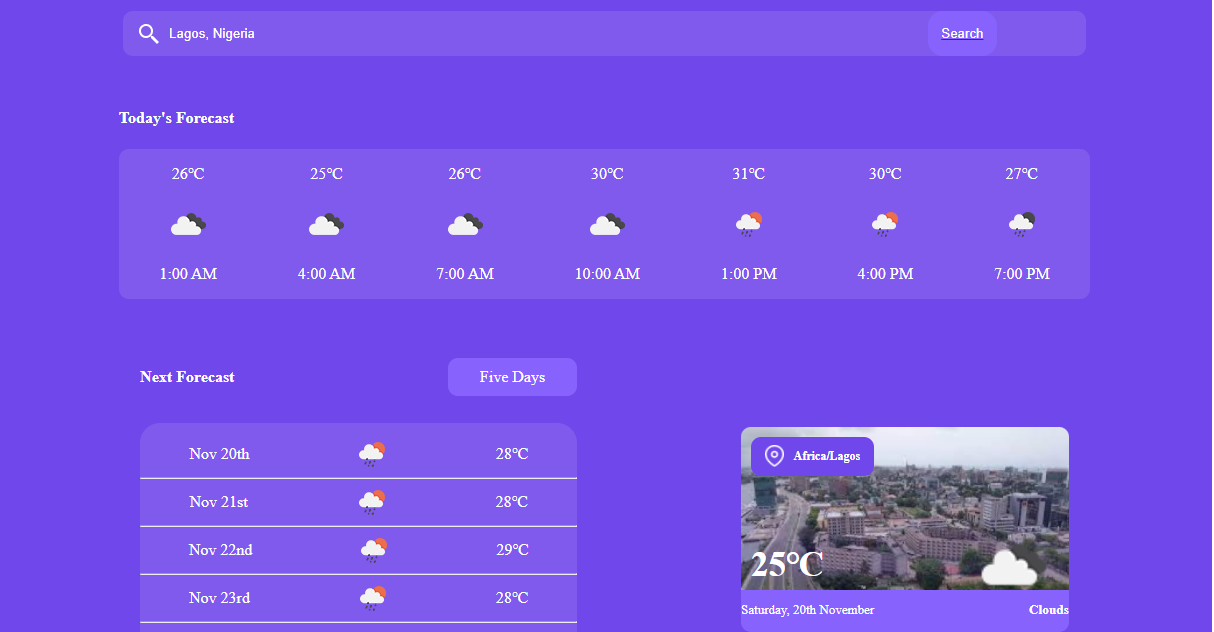 Lagos, Nigeria
Search
Today's Forecast
26°C 25°C 26°C 30°C 31°C 30°C 27°C
1:00 AM 4:00 AM 7:00 AM 10:00 AM 1:00 PM 4:00 PM 7:00 PM
Next Forecast
Five Days
Nov 20th 28°C
Nov 21st 28°C
Nov 22nd 29°C
Nov 23rd 28°C
Africa/Lagos
25°C
Saturday, 20th November
Clouds